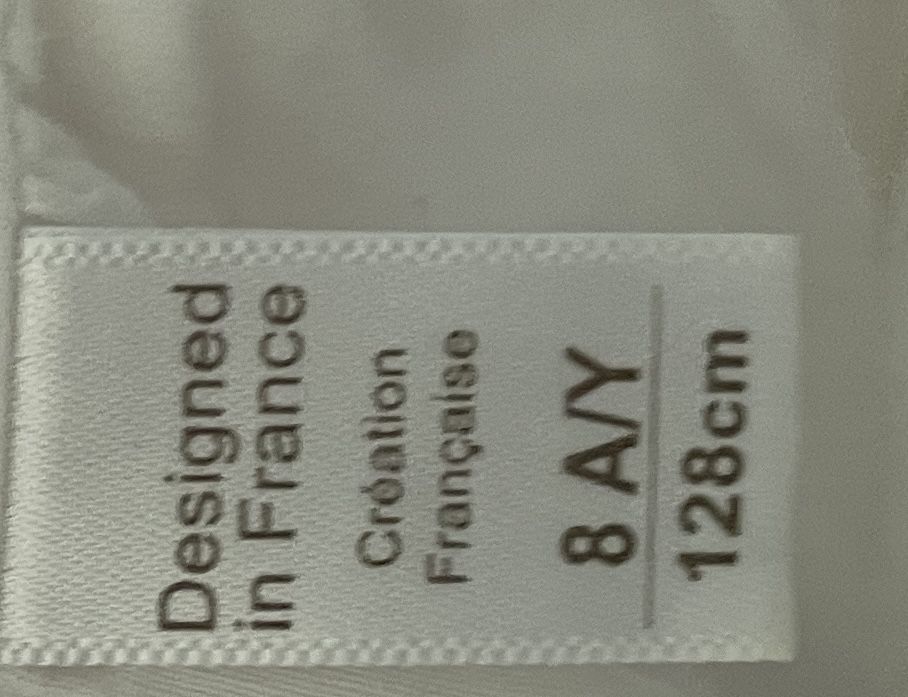 Designed
in France
Création
Française
8 A/Y
128cm